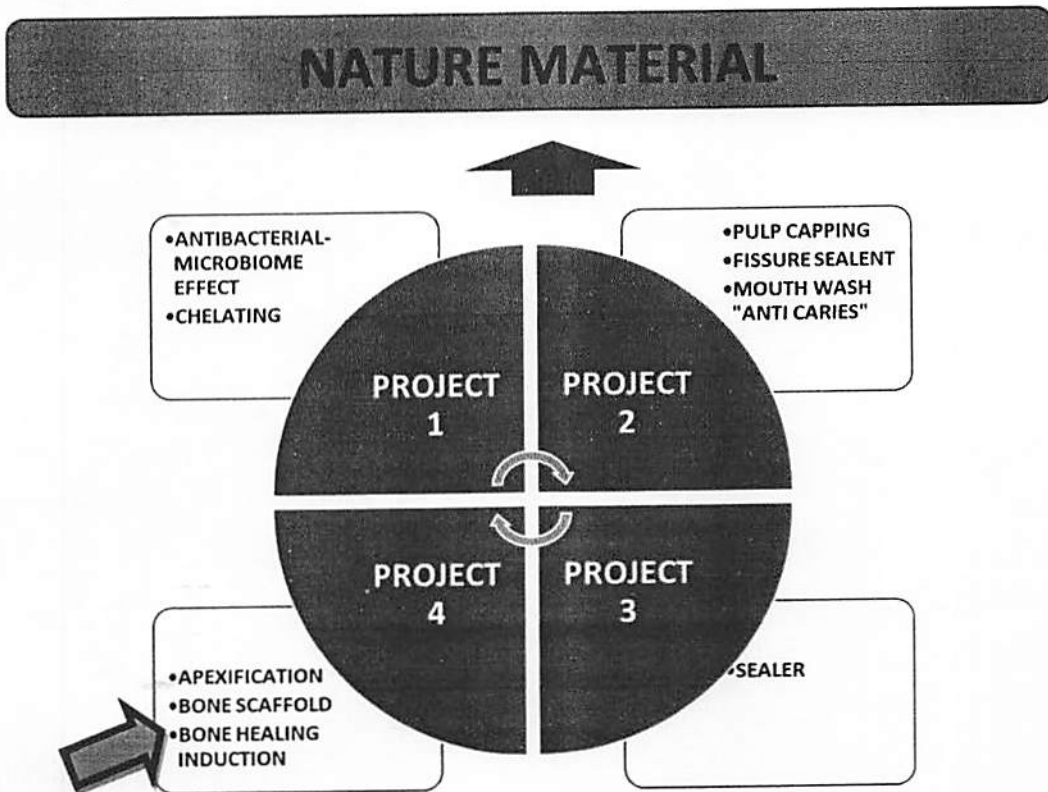 NATURE MATERIAL
•ANTIBACTERIAL-
MICROBIOME
EFFECT
•CHELATING
•PULP CAPPING
•FISSURE SEALENT
•MOUTH WASH
"ANTI CARIES"
PROJECT
1
PROJECT
2
PROJECT
4
PROJECT
3
•APEXIFICATION
•BONE SCAFFOLD
•BONE HEALING
INDUCTION
•SEALER